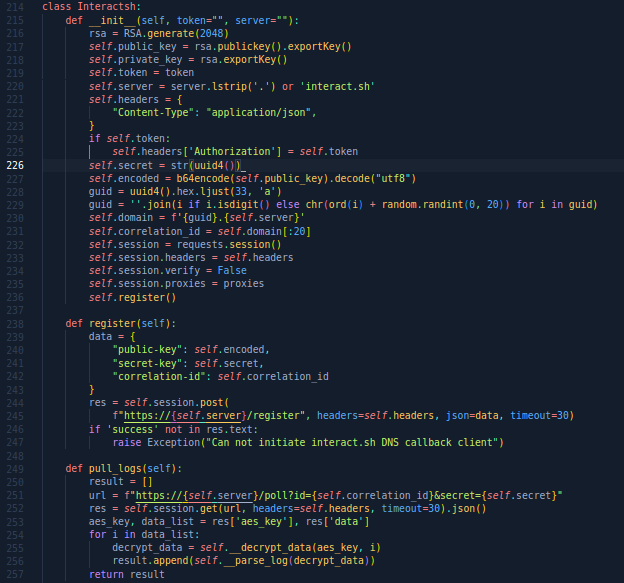 214 class Interactsh:
215     def __init__(self, token="", server=""):
216         rsa = RSA.generate(2048)
217         self.public_key = rsa.publickey().exportKey()
218         self.private_key = rsa.exportKey()
219         self.token = token
220         self.server = server.lstrip('.') or 'interact.sh'
221         self.headers = {
222             "Content-Type": "application/json",
223         }
224         if self.token:
225             self.headers['Authorization'] = self.token
226         self.secret = str(uuid4())
227         self.encoded = b64encode(self.public_key).decode("utf8")
228         guid = uuid4().hex.ljust(33, 'a')
229         guid = ''.join(i if i.isdigit() else chr(ord(i) + random.randint(0, 20)) for i in guid)
230         self.domain = f'{guid}.{self.server}'
231         self.correlation_id = self.domain[:20]
232         self.session = requests.session()
233         self.session.headers = self.headers
234         self.session.verify = False
235         self.session.proxies = proxies
236         self.register()
237
238     def register(self):
239         data = {
240             "public-key": self.encoded,
241             "secret-key": self.secret,
242             "correlation-id": self.correlation_id
243         }
244         res = self.session.post(
245             f"https://{self.server}/register", headers=self.headers, json=data, timeout=30)
246         if 'success' not in res.text:
247             raise Exception("Can not initiate interact.sh DNS callback client")
248
249     def pull_logs(self):
250         result = []
251         url = f"https://{self.server}/poll?id={self.correlation_id}&secret={self.secret}"
252         res = self.session.get(url, headers=self.headers, timeout=30).json()
253         aes_key, data_list = res['aes_key'], res['data']
254         for i in data_list:
255             decrypt_data = self.__decrypt_data(aes_key, i)
256             result.append(self.__parse_log(decrypt_data))
257         return result